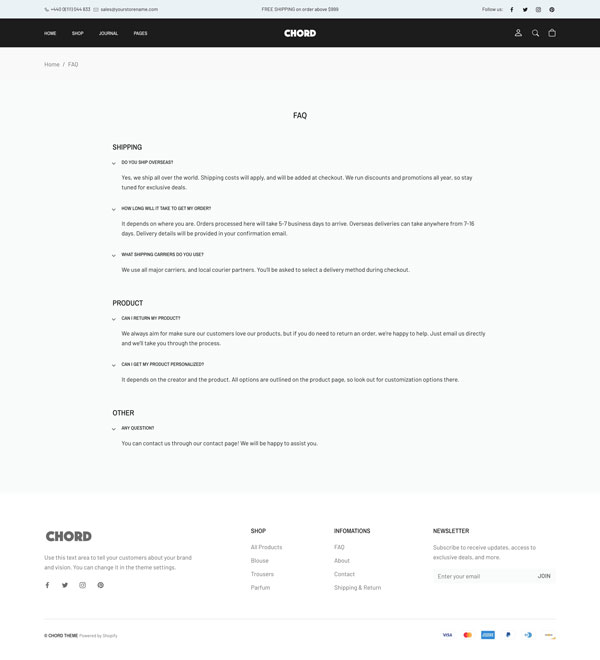 +440 (611) 044 833 sales@yourstorename.com FREE SHIPPING on order above $999 Follow us:
HOME SHOP JOURNAL PAGES CHORD
Home / FAQ
FAQ
SHIPPING
DO YOU SHIP OVERSEAS?
Yes, we ship all over the world. Shipping costs will apply, and will be added at checkout. We run discounts and promotions all year, so stay
tuned for exclusive deals.
HOW LONG WILL IT TAKE TO GET MY ORDER?
It depends on where you are. Orders processed here will take 5-7 business days to arrive. Overseas deliveries can take anywhere from 7-16
days. Delivery details will be provided in your confirmation email.
WHAT SHIPPING CARRIERS DO YOU USE?
We use all major carriers, and local courier partners. You'll be asked to select a delivery method during checkout.
PRODUCT
CAN I RETURN MY PRODUCT?
We always aim for make sure our customers love our products, but if you do need to return an order, we're happy to help. Just email us directly
and we'll take you through the process.
CAN I GET MY PRODUCT PERSONALIZED?
It depends on the creator and the product. All options are outlined on the product page, so look out for customization options there.
OTHER
ANY QUESTION?
You can contact us through our contact page! We will be happy to assist you.
CHORD
Use this text area to tell your customers about your brand
and vision. You can change it in the theme settings.
SHOP
All Products
Blouse
Trousers
Parfum
INFOMATIONS
FAQ
About
Contact
Shipping & Return
NEWSLETTER
Subscribe to receive updates, access to
exclusive deals, and more.
Enter your email JOIN
© CHORD THEME Powered by Shopify
VISA